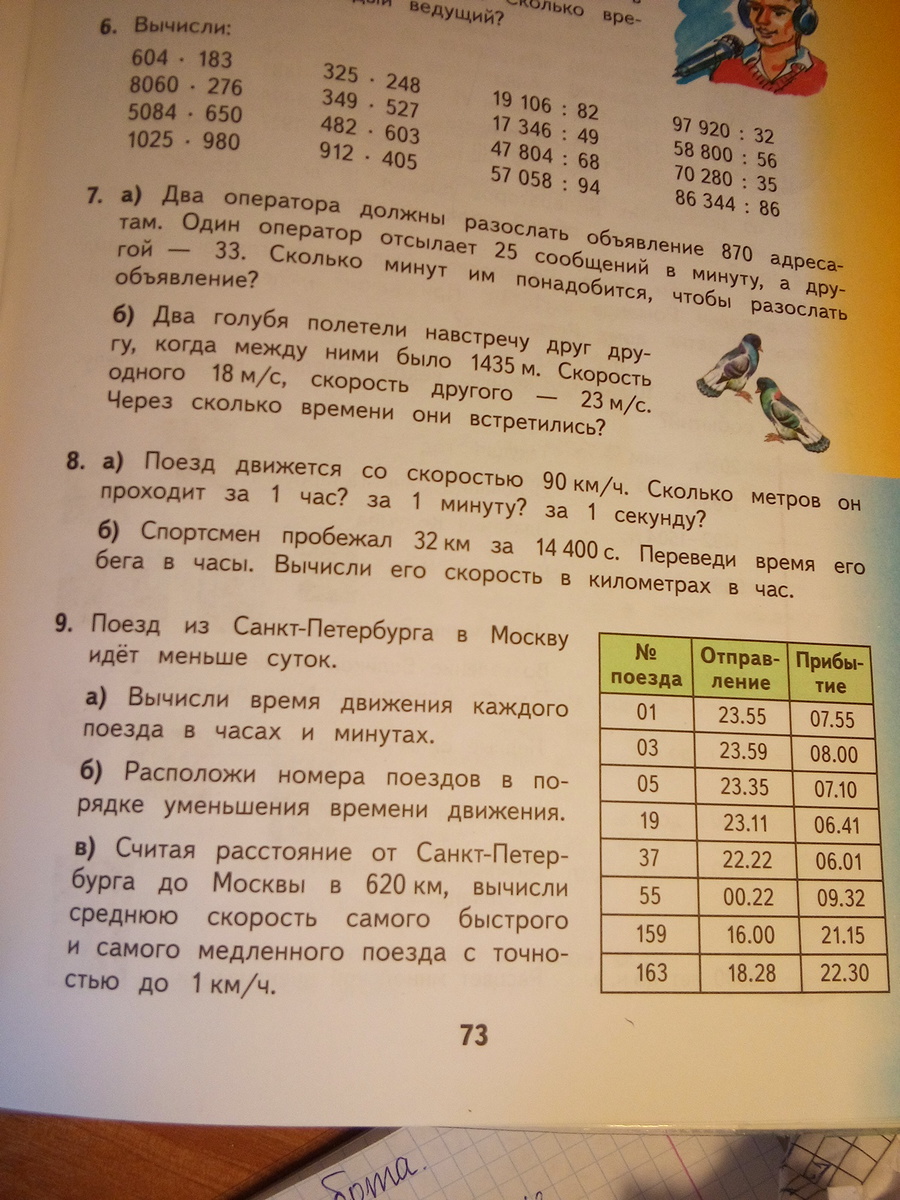 ведущий? Сколько вре-
6. Вычисли:
604 · 183
8060 · 276
5084 · 650
1025 · 980
325 · 248
349 · 527
482 · 603
912 · 405
19 106 : 82
17 346 : 49
47 804 : 68
57 058 : 94
97 920 : 32
58 800 : 56
70 280 : 35
86 344 : 86
7. а) Два оператора должны разослать объявление 870 адреса-
там. Один оператор отсылает 25 сообщений в минуту, а дру-
гой — 33. Сколько минут им понадобится, чтобы разослать
объявление?
б) Два голубя полетели навстречу друг дру-
гу, когда между ними было 1435 м. Скорость
одного 18 м/с, скорость другого — 23 м/с.
Через сколько времени они встретились?
8. а) Поезд движется со скоростью 90 км/ч. Сколько метров он
проходит за 1 час? за 1 минуту? за 1 секунду?
б) Спортсмен пробежал 32 км за 14 400 с. Переведи время его
бега в часы. Вычисли его скорость в километрах в час.
9. Поезд из Санкт-Петербурга в Москву
идёт меньше суток.
а) Вычисли время движения каждого
поезда в часах и минутах.
б) Расположи номера поездов в по-
рядке уменьшения времени движения.
в) Считая расстояние от Санкт-Петер-
бурга до Москвы в 620 км, вычисли
среднюю скорость самого быстрого
и самого медленного поезда с точно-
стью до 1 км/ч.
№ поезда Отправ-ление Прибы-тие
01 23.55 07.55
03 23.59 08.00
05 23.35 07.10
19 23.11 06.41
37 22.22 06.01
55 00.22 09.32
159 16.00 21.15
163 18.28 22.30
73
бота.